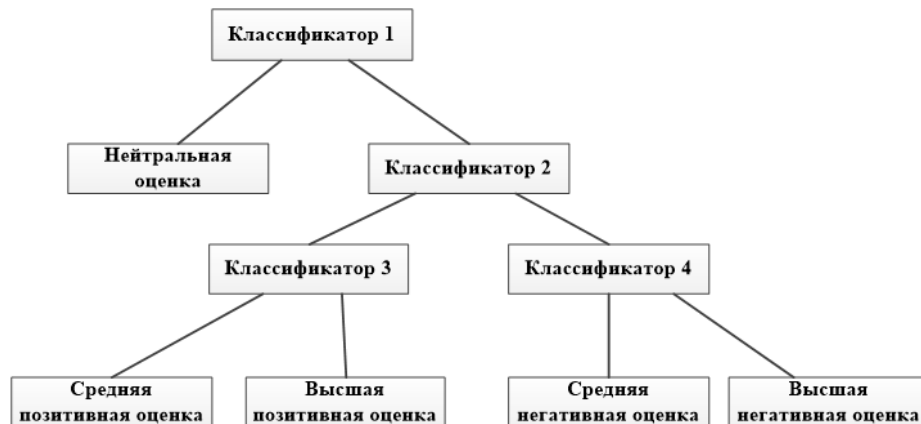 Классификатор 1
Нейтральная
оценка
Классификатор 2
Классификатор 3
Классификатор 4
Средняя
позитивная оценка
Высшая
позитивная оценка
Средняя
негативная оценка
Высшая
негативная оценка